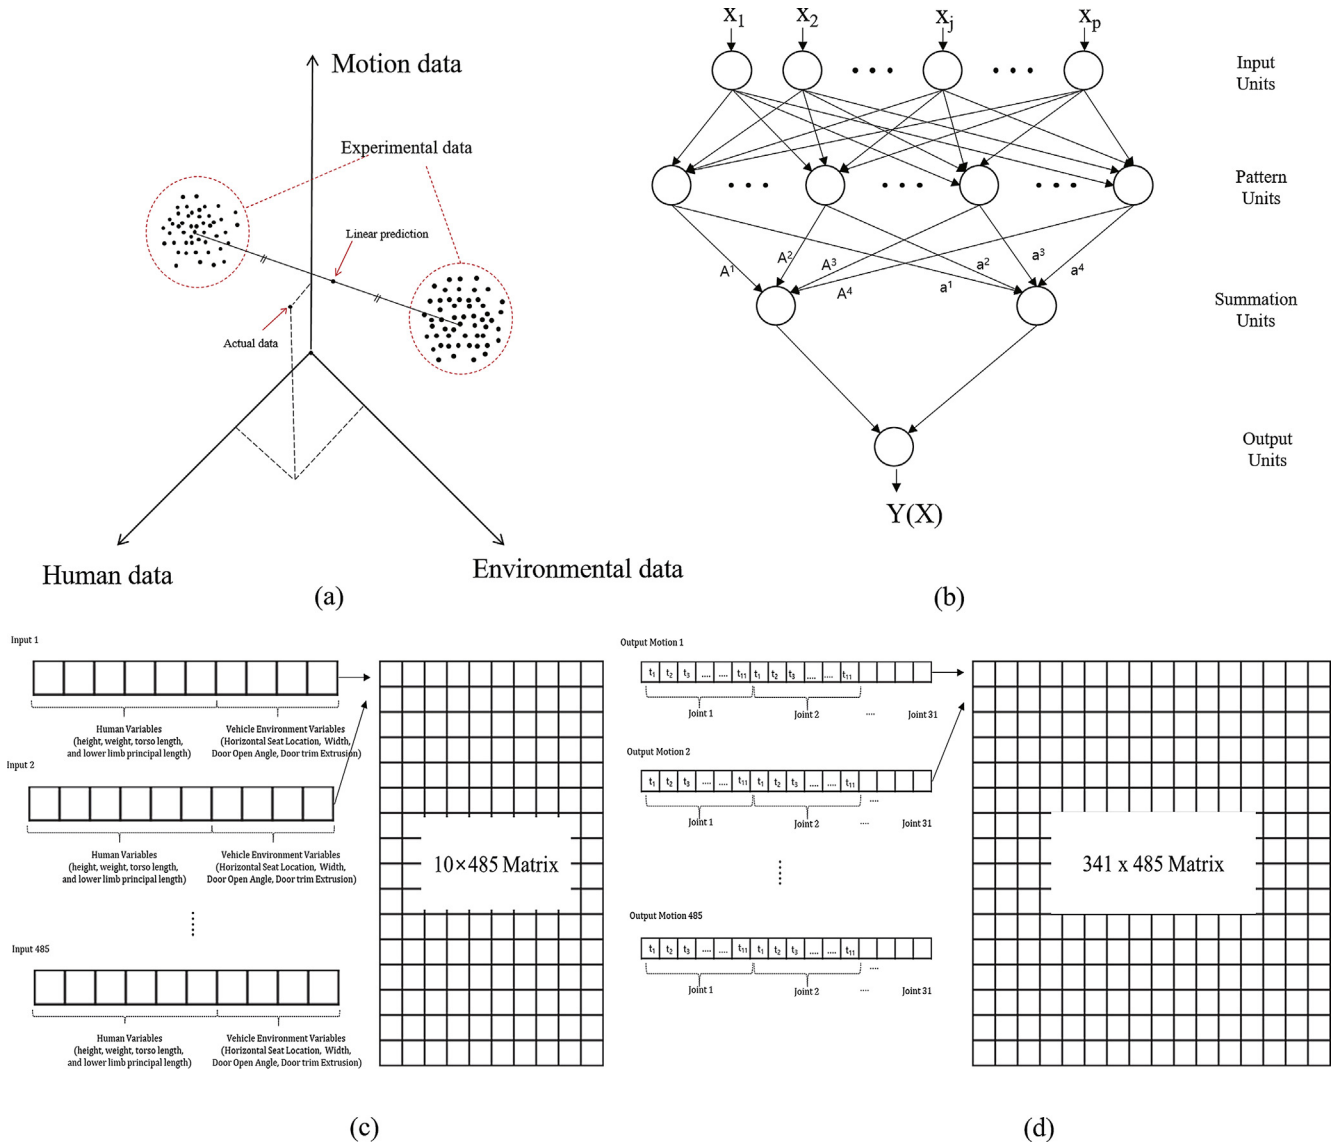 Motion data
Experimental data
Linear prediction
Actual data
Human data
Environmental data
(a)
x1 x2 xj xp
Input
Units
Pattern
Units
A1 A2 A3 A4 a1 a2 a3 a4
Summation
Units
Output
Units
Y(X)
(b)
Input 1
Human Variables
(height, weight, torso length,
and lower limb principal length)
Vehicle Environment Variables
(Horizontal Seat Location, Width,
Door Open Angle, Door trim Extrusion)
Input 2
Human Variables
(height, weight, torso length,
and lower limb principal length)
Vehicle Environment Variables
(Horizontal Seat Location, Width,
Door Open Angle, Door trim Extrusion)
Input 485
Human Variables
(height, weight, torso length,
and lower limb principal length)
Vehicle Environment Variables
(Horizontal Seat Location, Width,
Door Open Angle, Door trim Extrusion)
10×485 Matrix
(c)
Output Motion 1
t1 t2 t3 .... .... t11 t1 t2 t3 .... .... t11
Joint 1 Joint 2 .... Joint 31
Output Motion 2
t1 t2 t3 .... .... t11 t1 t2 t3 .... .... t11
....
Joint 1 Joint 2 .... Joint 31
Output Motion 485
t1 t2 t3 .... .... t11 t1 t2 t3 .... .... t11
....
Joint 1 Joint 2 .... Joint 31
341 x 485 Matrix
(d)